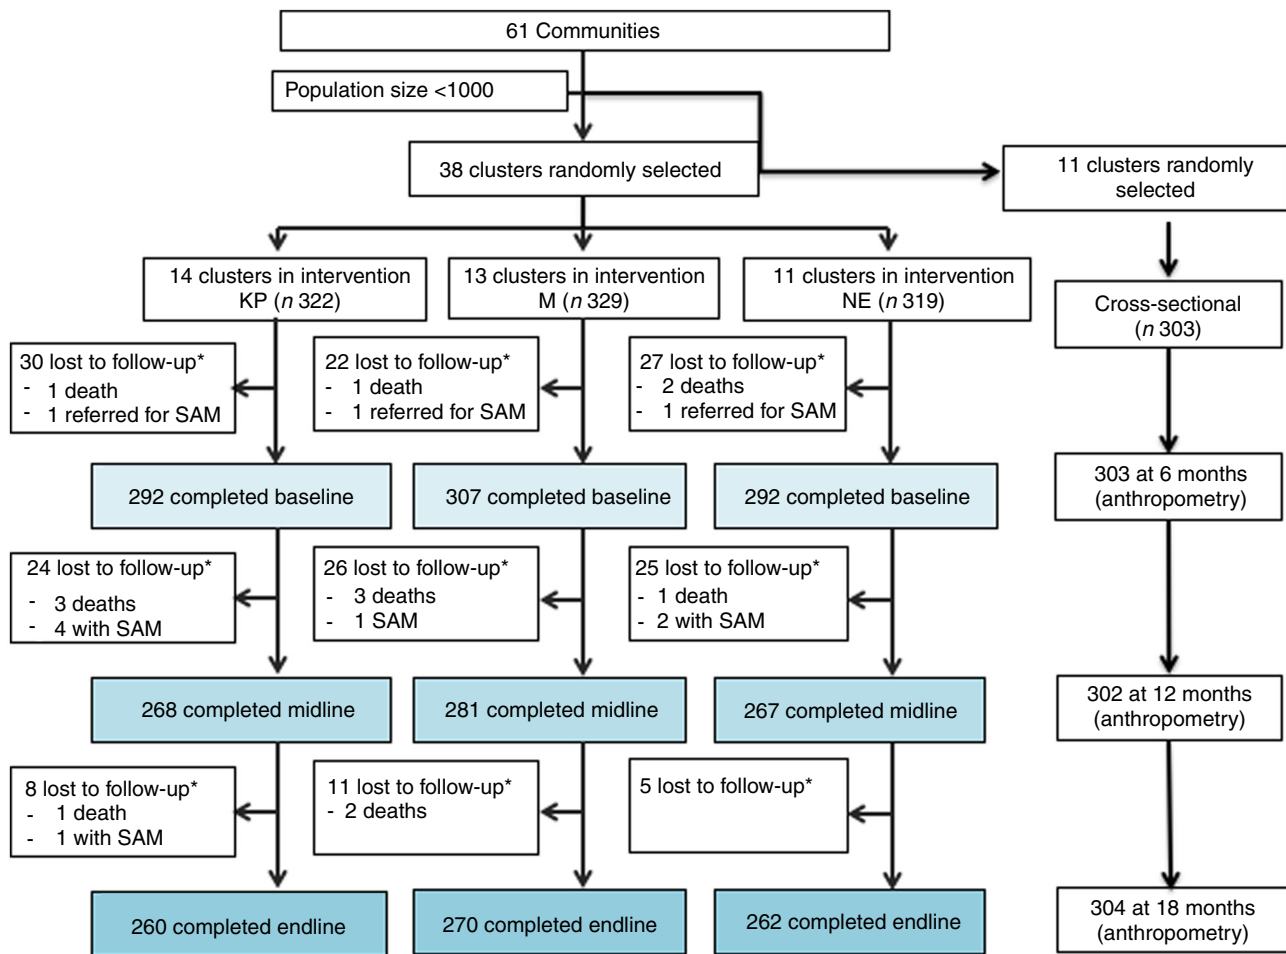 61 Communities
Population size <1000
38 clusters randomly selected
11 clusters randomly
selected
14 clusters in intervention
KP (n 322)
13 clusters in intervention
M (n 329)
11 clusters in intervention
NE (n 319)
Cross-sectional
(n 303)
30 lost to follow-up*
- 1 death
- 1 referred for SAM
22 lost to follow-up*
- 1 death
- 1 referred for SAM
27 lost to follow-up*
- 2 deaths
- 1 referred for SAM
292 completed baseline
307 completed baseline
292 completed baseline
303 at 6 months
(anthropometry)
24 lost to follow-up*
- 3 deaths
- 4 with SAM
26 lost to follow-up*
- 3 deaths
- 1 SAM
25 lost to follow-up*
- 1 death
- 2 with SAM
268 completed midline
281 completed midline
267 completed midline
302 at 12 months
(anthropometry)
8 lost to follow-up*
- 1 death
- 1 with SAM
11 lost to follow-up*
- 2 deaths
5 lost to follow-up*
260 completed endline
270 completed endline
262 completed endline
304 at 18 months
(anthropometry)